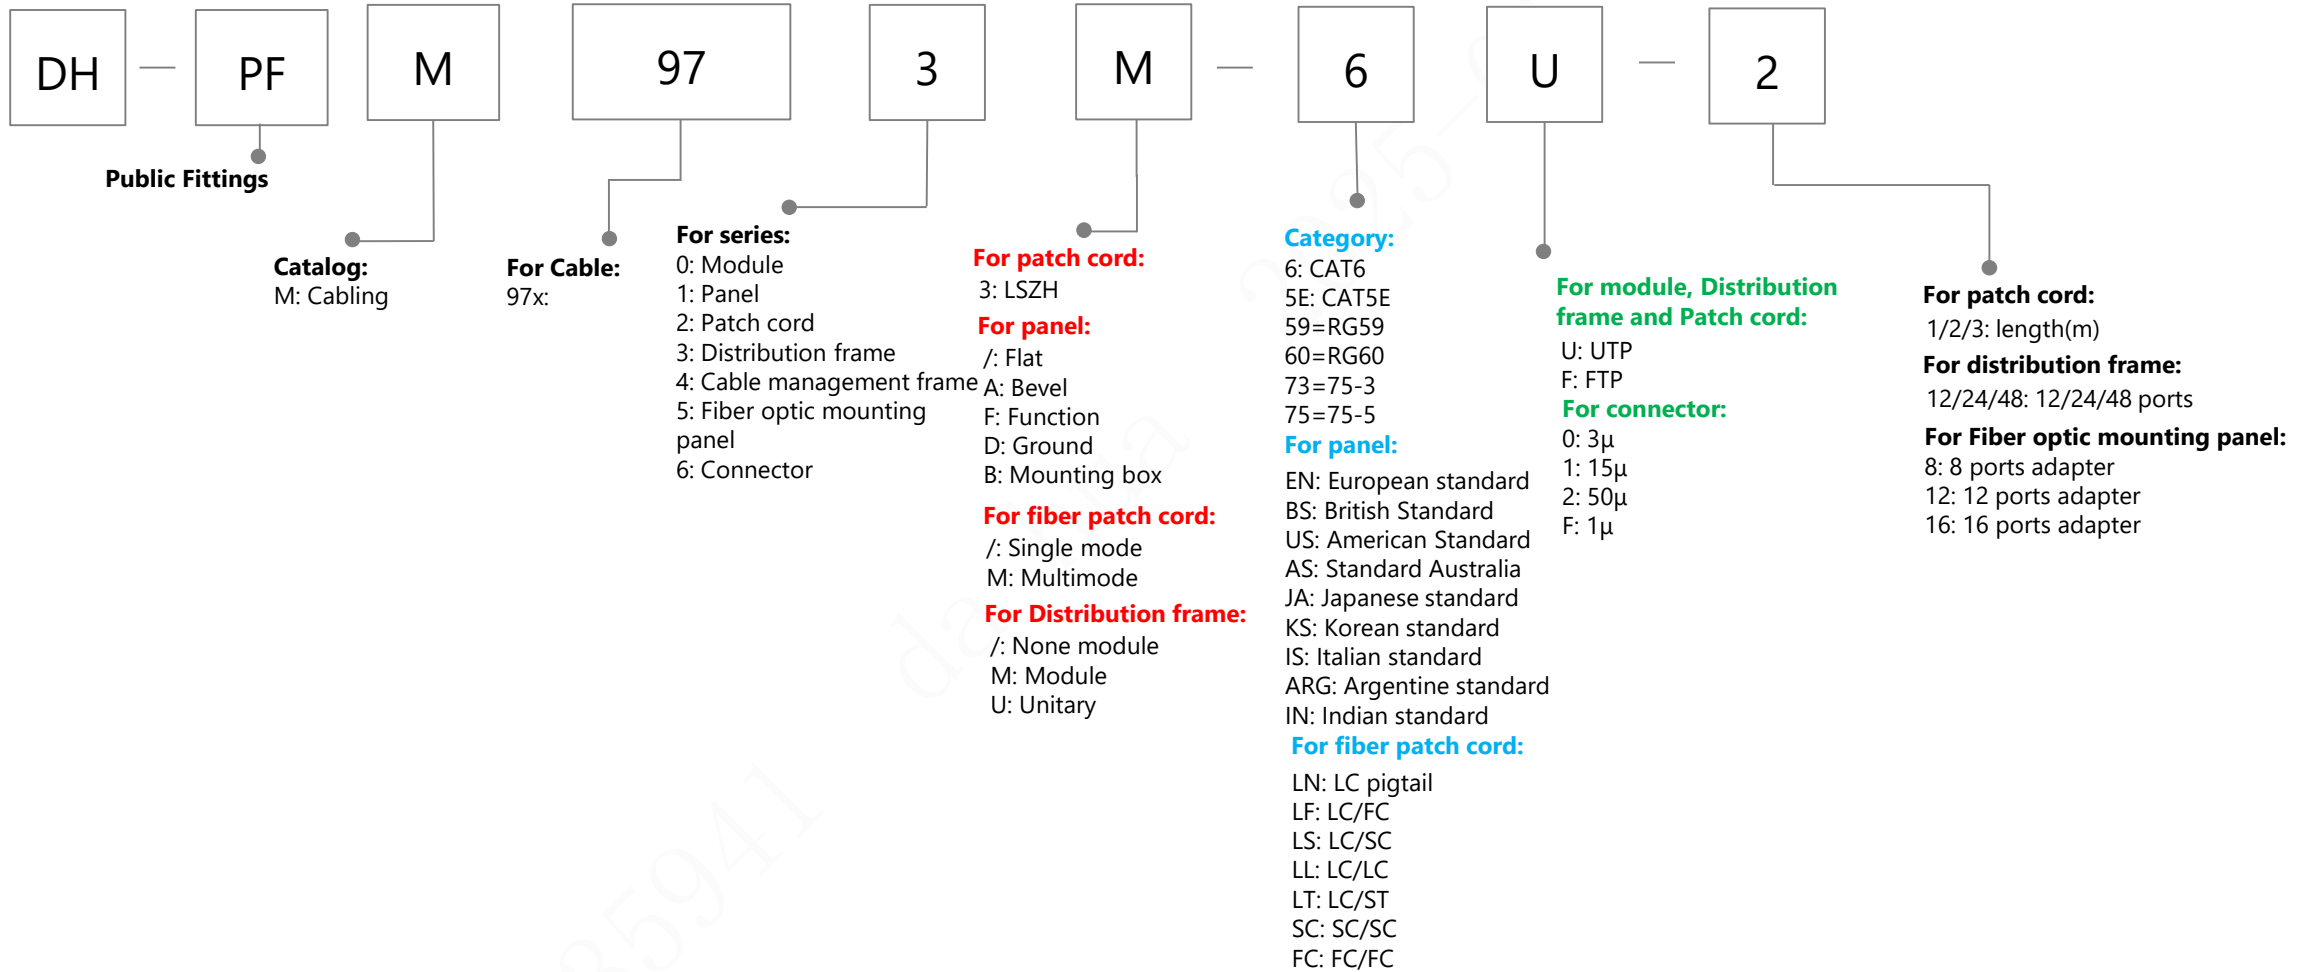 DH — PF M 97 3 M — 6 U — 2
Public Fittings
Catalog:
M: Cabling
For Cable:
97x:
For series:
0: Module
1: Panel
2: Patch cord
3: Distribution frame
4: Cable management frame
5: Fiber optic mounting
panel
6: Connector
For patch cord:
3: LSZH
For panel:
/: Flat
A: Bevel
F: Function
D: Ground
B: Mounting box
For fiber patch cord:
/: Single mode
M: Multimode
For Distribution frame:
/: None module
M: Module
U: Unitary
Category:
6: CAT6
5E: CAT5E
59=RG59
60=RG60
73=75-3
75=75-5
For panel:
EN: European standard
BS: British Standard
US: American Standard
AS: Standard Australia
JA: Japanese standard
KS: Korean standard
IS: Italian standard
ARG: Argentine standard
IN: Indian standard
For fiber patch cord:
LN: LC pigtail
LF: LC/FC
LS: LC/SC
LL: LC/LC
LT: LC/ST
SC: SC/SC
FC: FC/FC
For module, Distribution
frame and Patch cord:
U: UTP
F: FTP
For connector:
0: 3μ
1: 15μ
2: 50μ
F: 1μ
For patch cord:
1/2/3: length(m)
For distribution frame:
12/24/48: 12/24/48 ports
For Fiber optic mounting panel:
8: 8 ports adapter
12: 12 ports adapter
16: 16 ports adapter